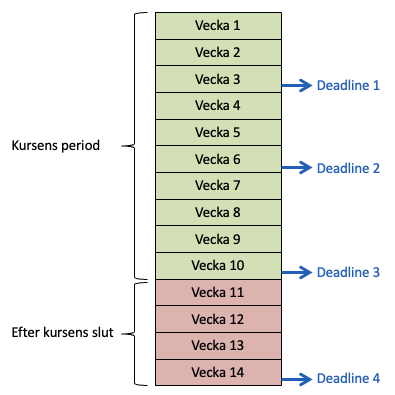 Vecka 1
Vecka 2
Vecka 3
Deadline 1
Vecka 4
Vecka 5
Kursens period
Vecka 6
Deadline 2
Vecka 7
Vecka 8
Vecka 9
Vecka 10
Deadline 3
Vecka 11
Vecka 12
Efter kursens slut
Vecka 13
Vecka 14
Deadline 4